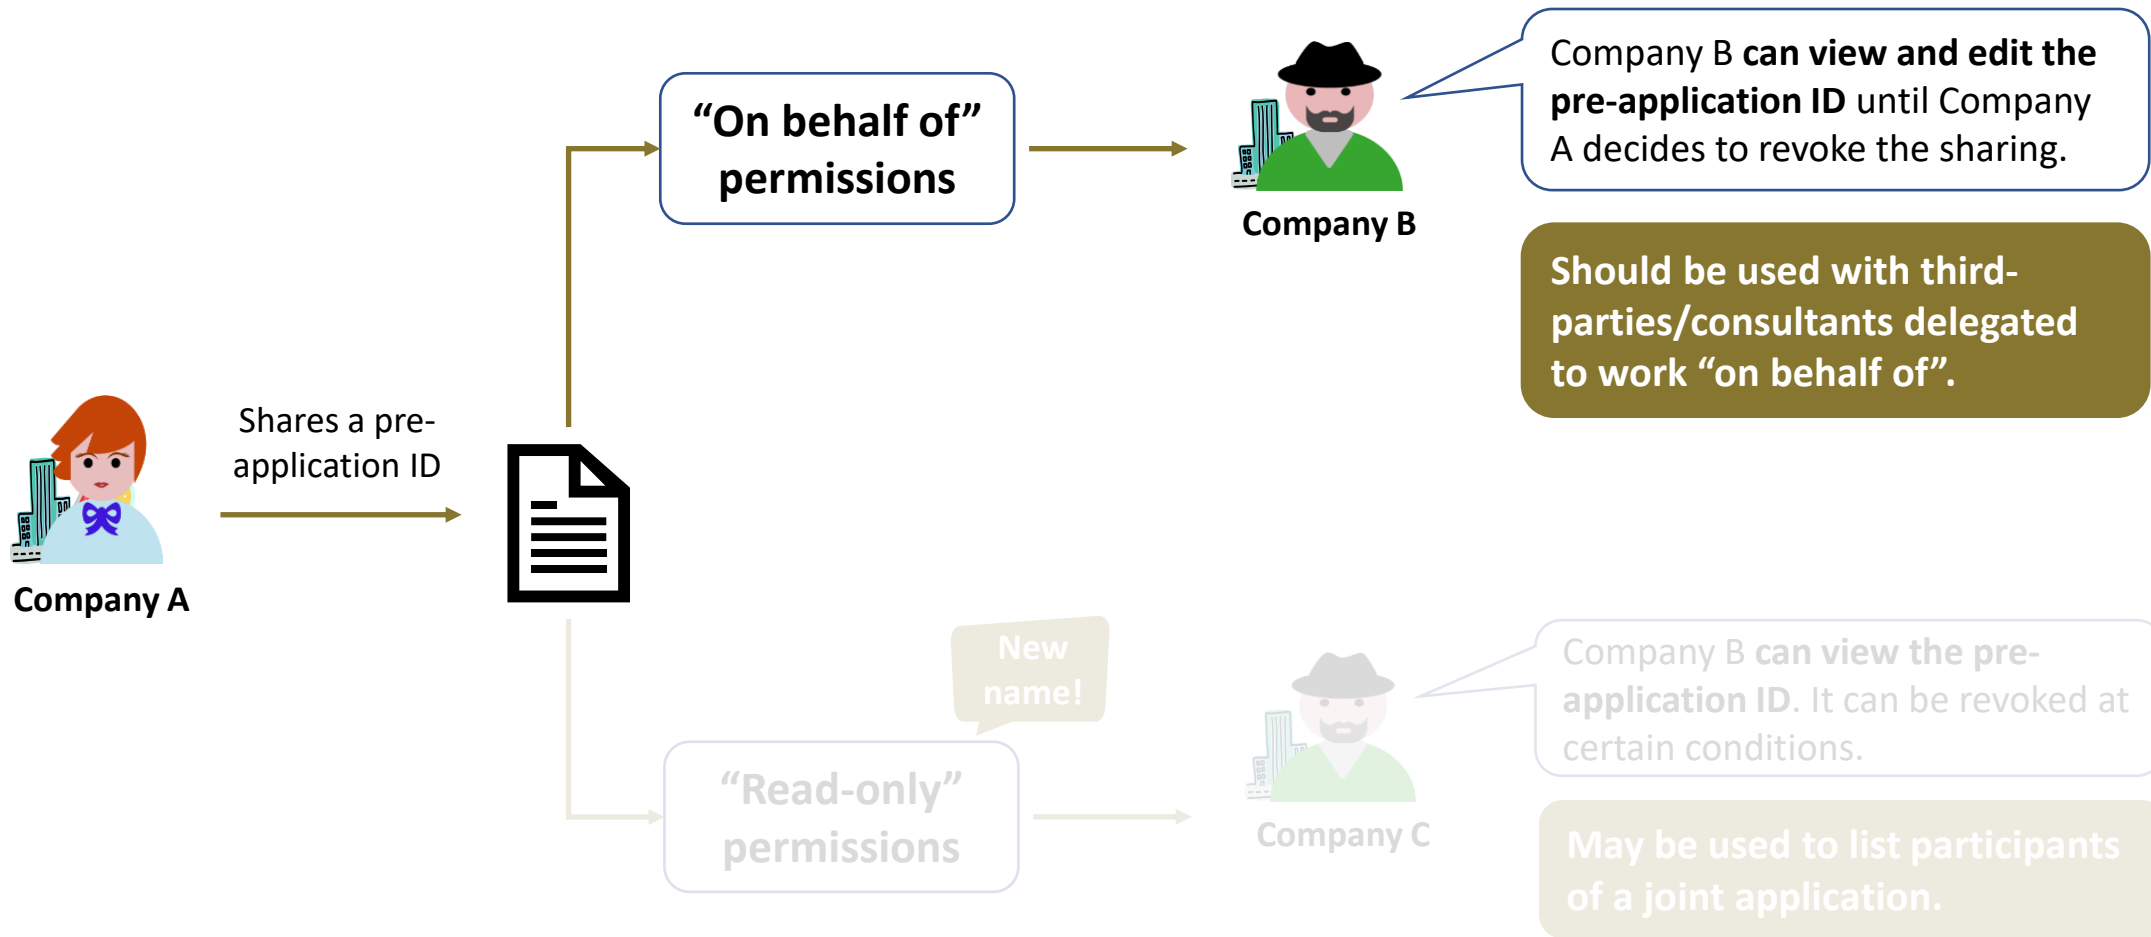 “On behalf of”
permissions
Company B
Company B can view and edit the
pre-application ID until Company
A decides to revoke the sharing.
Should be used with third-
parties/consultants delegated
to work “on behalf of”.
Shares a pre-
application ID
Company A
New
name!
“Read-only”
permissions
Company C
Company B can view the pre-
application ID. It can be revoked at
certain conditions.
May be used to list participants
of a joint application.